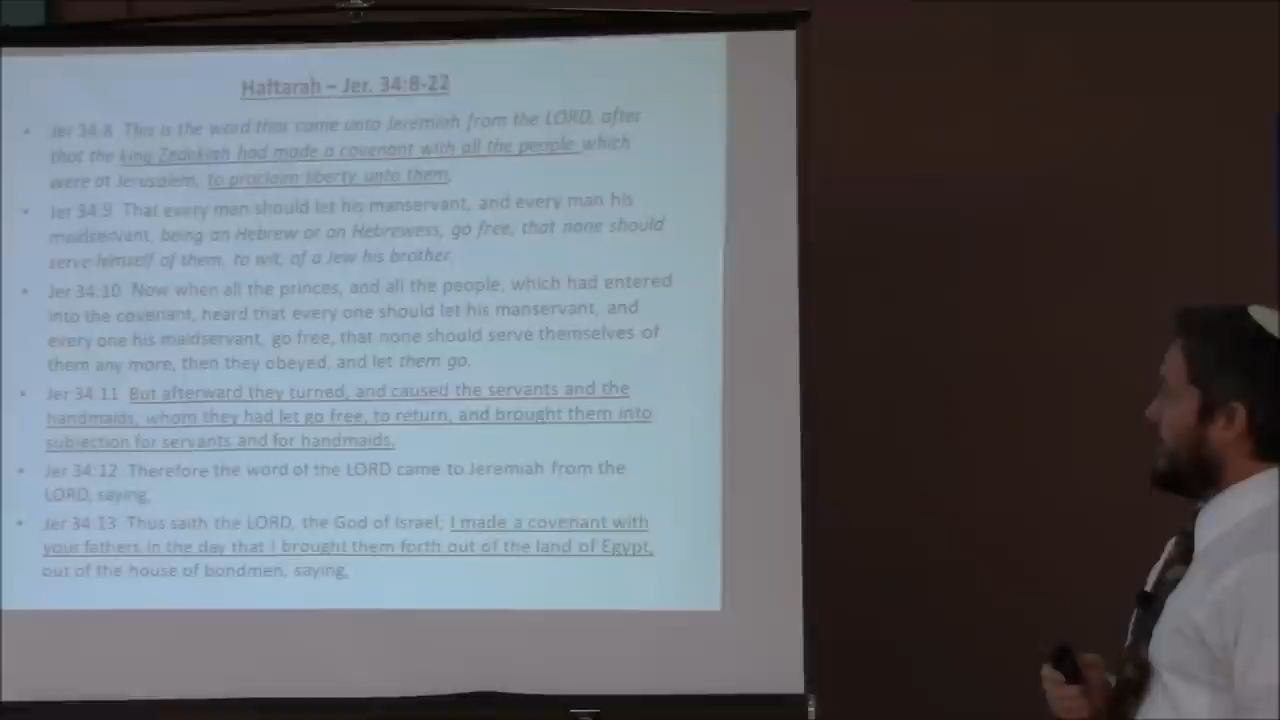 Haftarah – Jer. 34:8-22
• Jer 34:8 This is the word that came unto Jeremiah from the LORD, after
that the king Zedekiah had made a covenant with all the people which
were at Jerusalem, to proclaim liberty unto them;
• Jer 34:9 That every man should let his manservant, and every man his
maidservant, being an Hebrew or an Hebrewess, go free; that none should
serve himself of them, to wit, of a Jew his brother.
• Jer 34:10 Now when all the princes, and all the people, which had entered
into the covenant, heard that every one should let his manservant, and
every one his maidservant, go free, that none should serve themselves of
them any more, then they obeyed, and let them go.
• Jer 34:11 But afterward they turned, and caused the servants and the
handmaids, whom they had let go free, to return, and brought them into
subjection for servants and for handmaids.
• Jer 34:12 Therefore the word of the LORD came to Jeremiah from the
LORD, saying,
• Jer 34:13 Thus saith the LORD, the God of Israel; I made a covenant with
your fathers in the day that I brought them forth out of the land of Egypt,
out of the house of bondmen, saying,